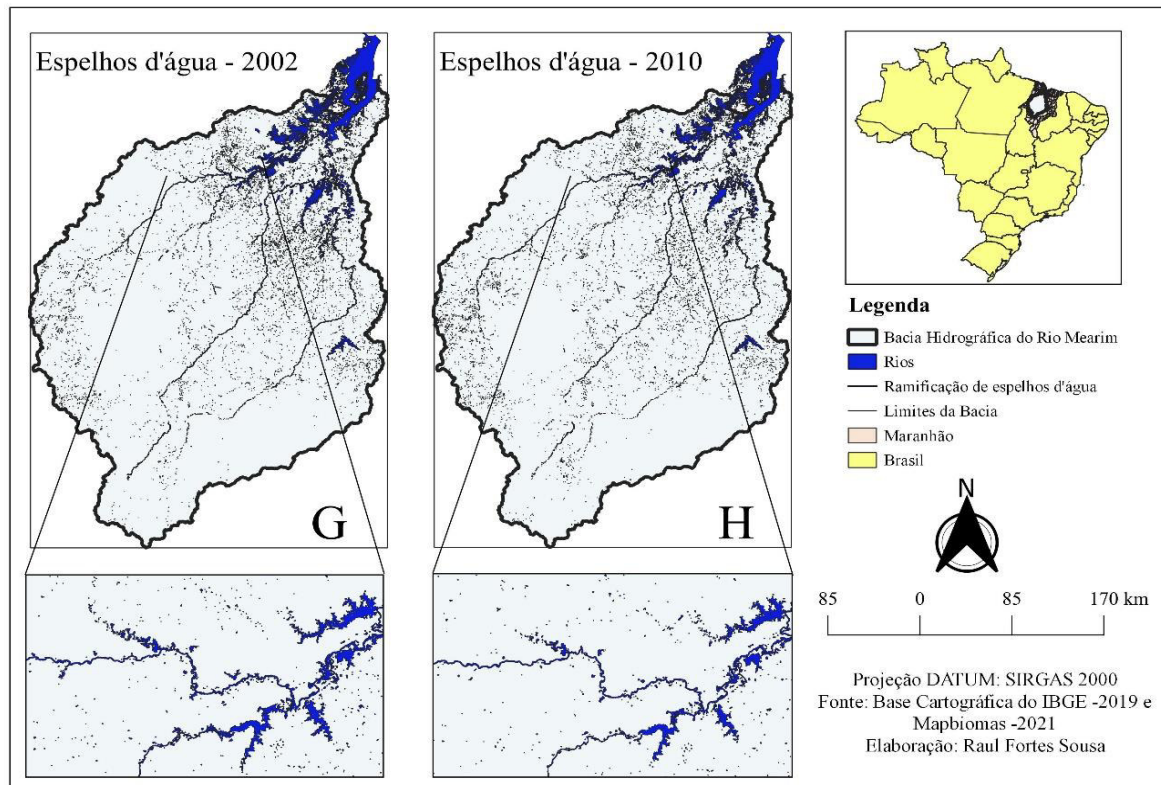 Espelhos d'água - 2002
G
Espelhos d'água - 2010
H
Legenda
Bacia Hidrográfica do Rio Mearim
Rios
Ramificação de espelhos d'água
Limites da Bacia
Maranhão
Brasil
N
85 0 85 170 km
Projeção DATUM: SIRGAS 2000
Fonte: Base Cartográfica do IBGE -2019 e
Mapbiomas -2021
Elaboração: Raul Fortes Sousa